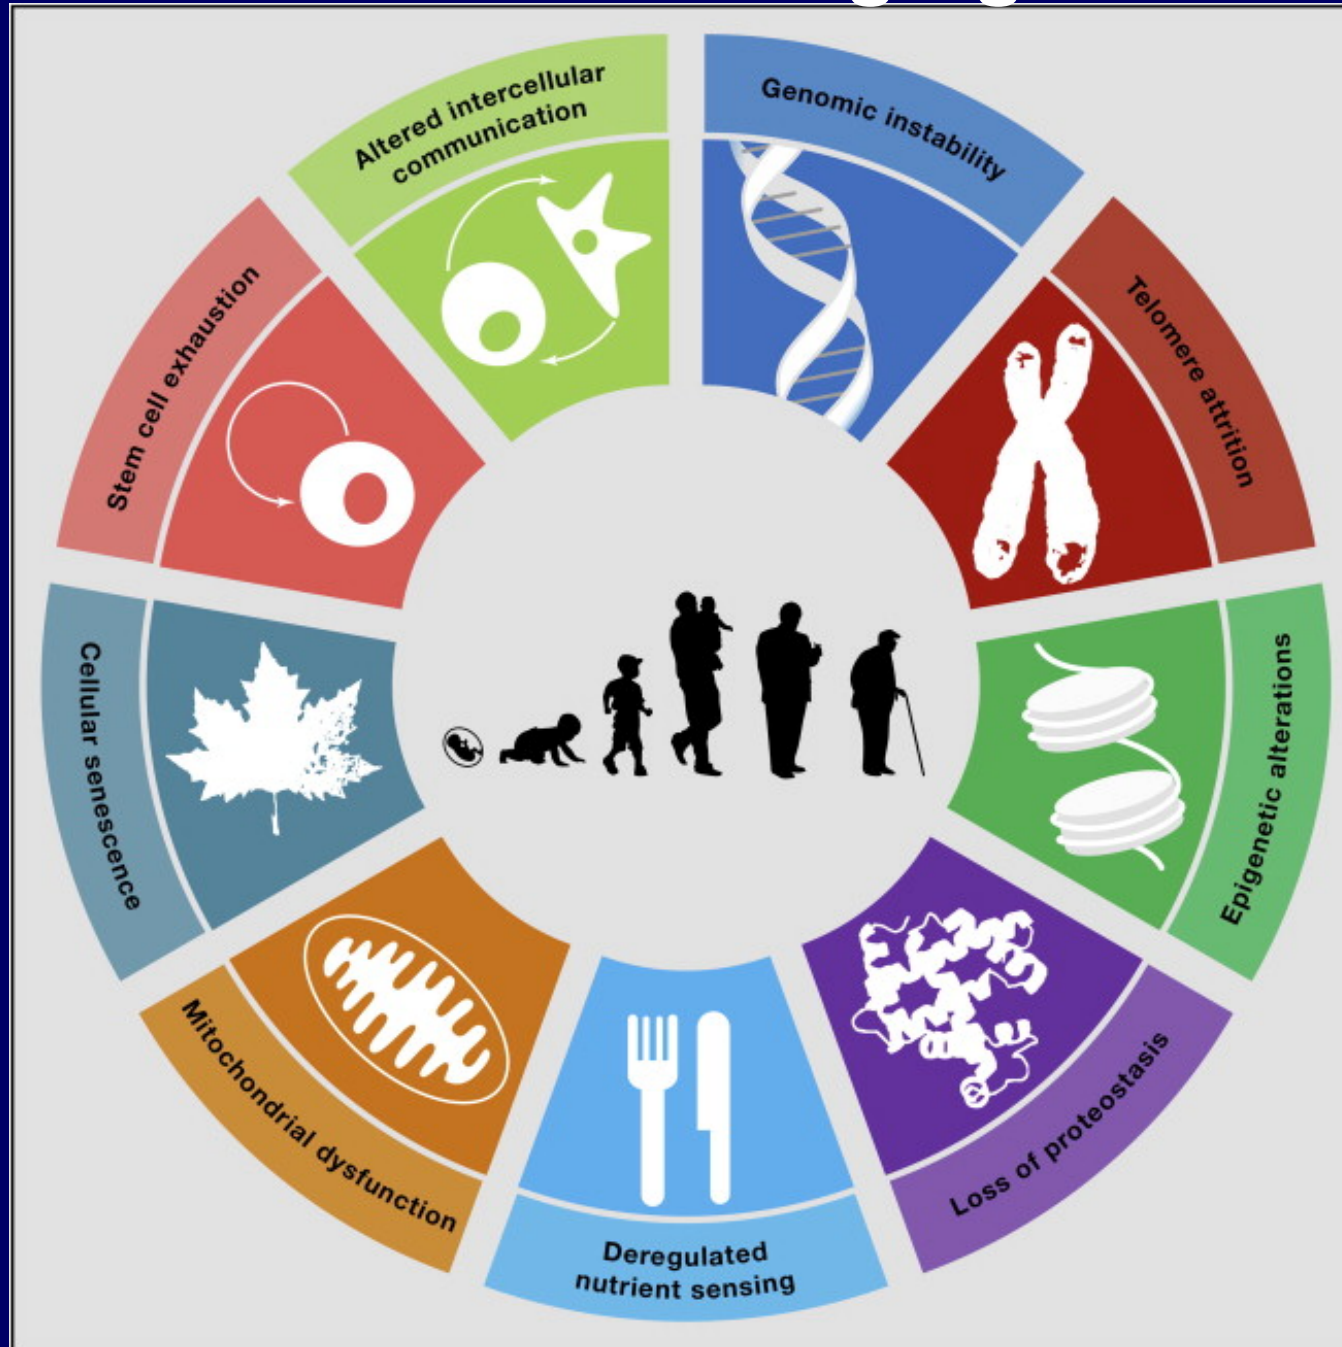 Genomic instability
Telomere attrition
Epigenetic alterations
Loss of proteostasis
Deregulated
nutrient sensing
Mitochondrial dysfunction
Cellular senescence
Stem cell exhaustion
Altered intercellular
communication